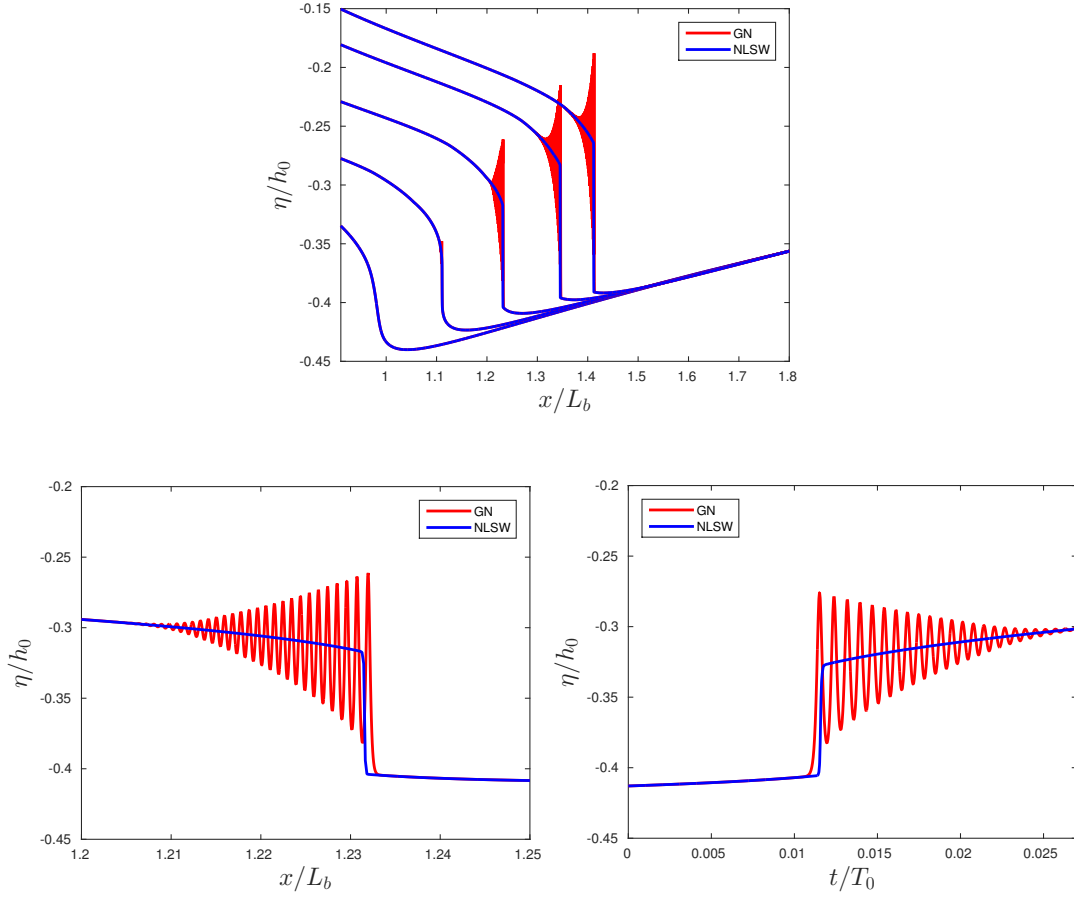 -0.15
-0.2
-0.25
-0.3
-0.35
-0.4
-0.45
η/h₀
GN
NLSW
1 1.1 1.2 1.3 1.4 1.5 1.6 1.7 1.8
x/L_b
-0.2
-0.25
-0.3
-0.35
-0.4
-0.45
η/h₀
GN
NLSW
1.2 1.21 1.22 1.23 1.24 1.25
x/L_b
-0.2
-0.25
-0.3
-0.35
-0.4
-0.45
η/h₀
GN
NLSW
0 0.005 0.01 0.015 0.02 0.025
t/T₀